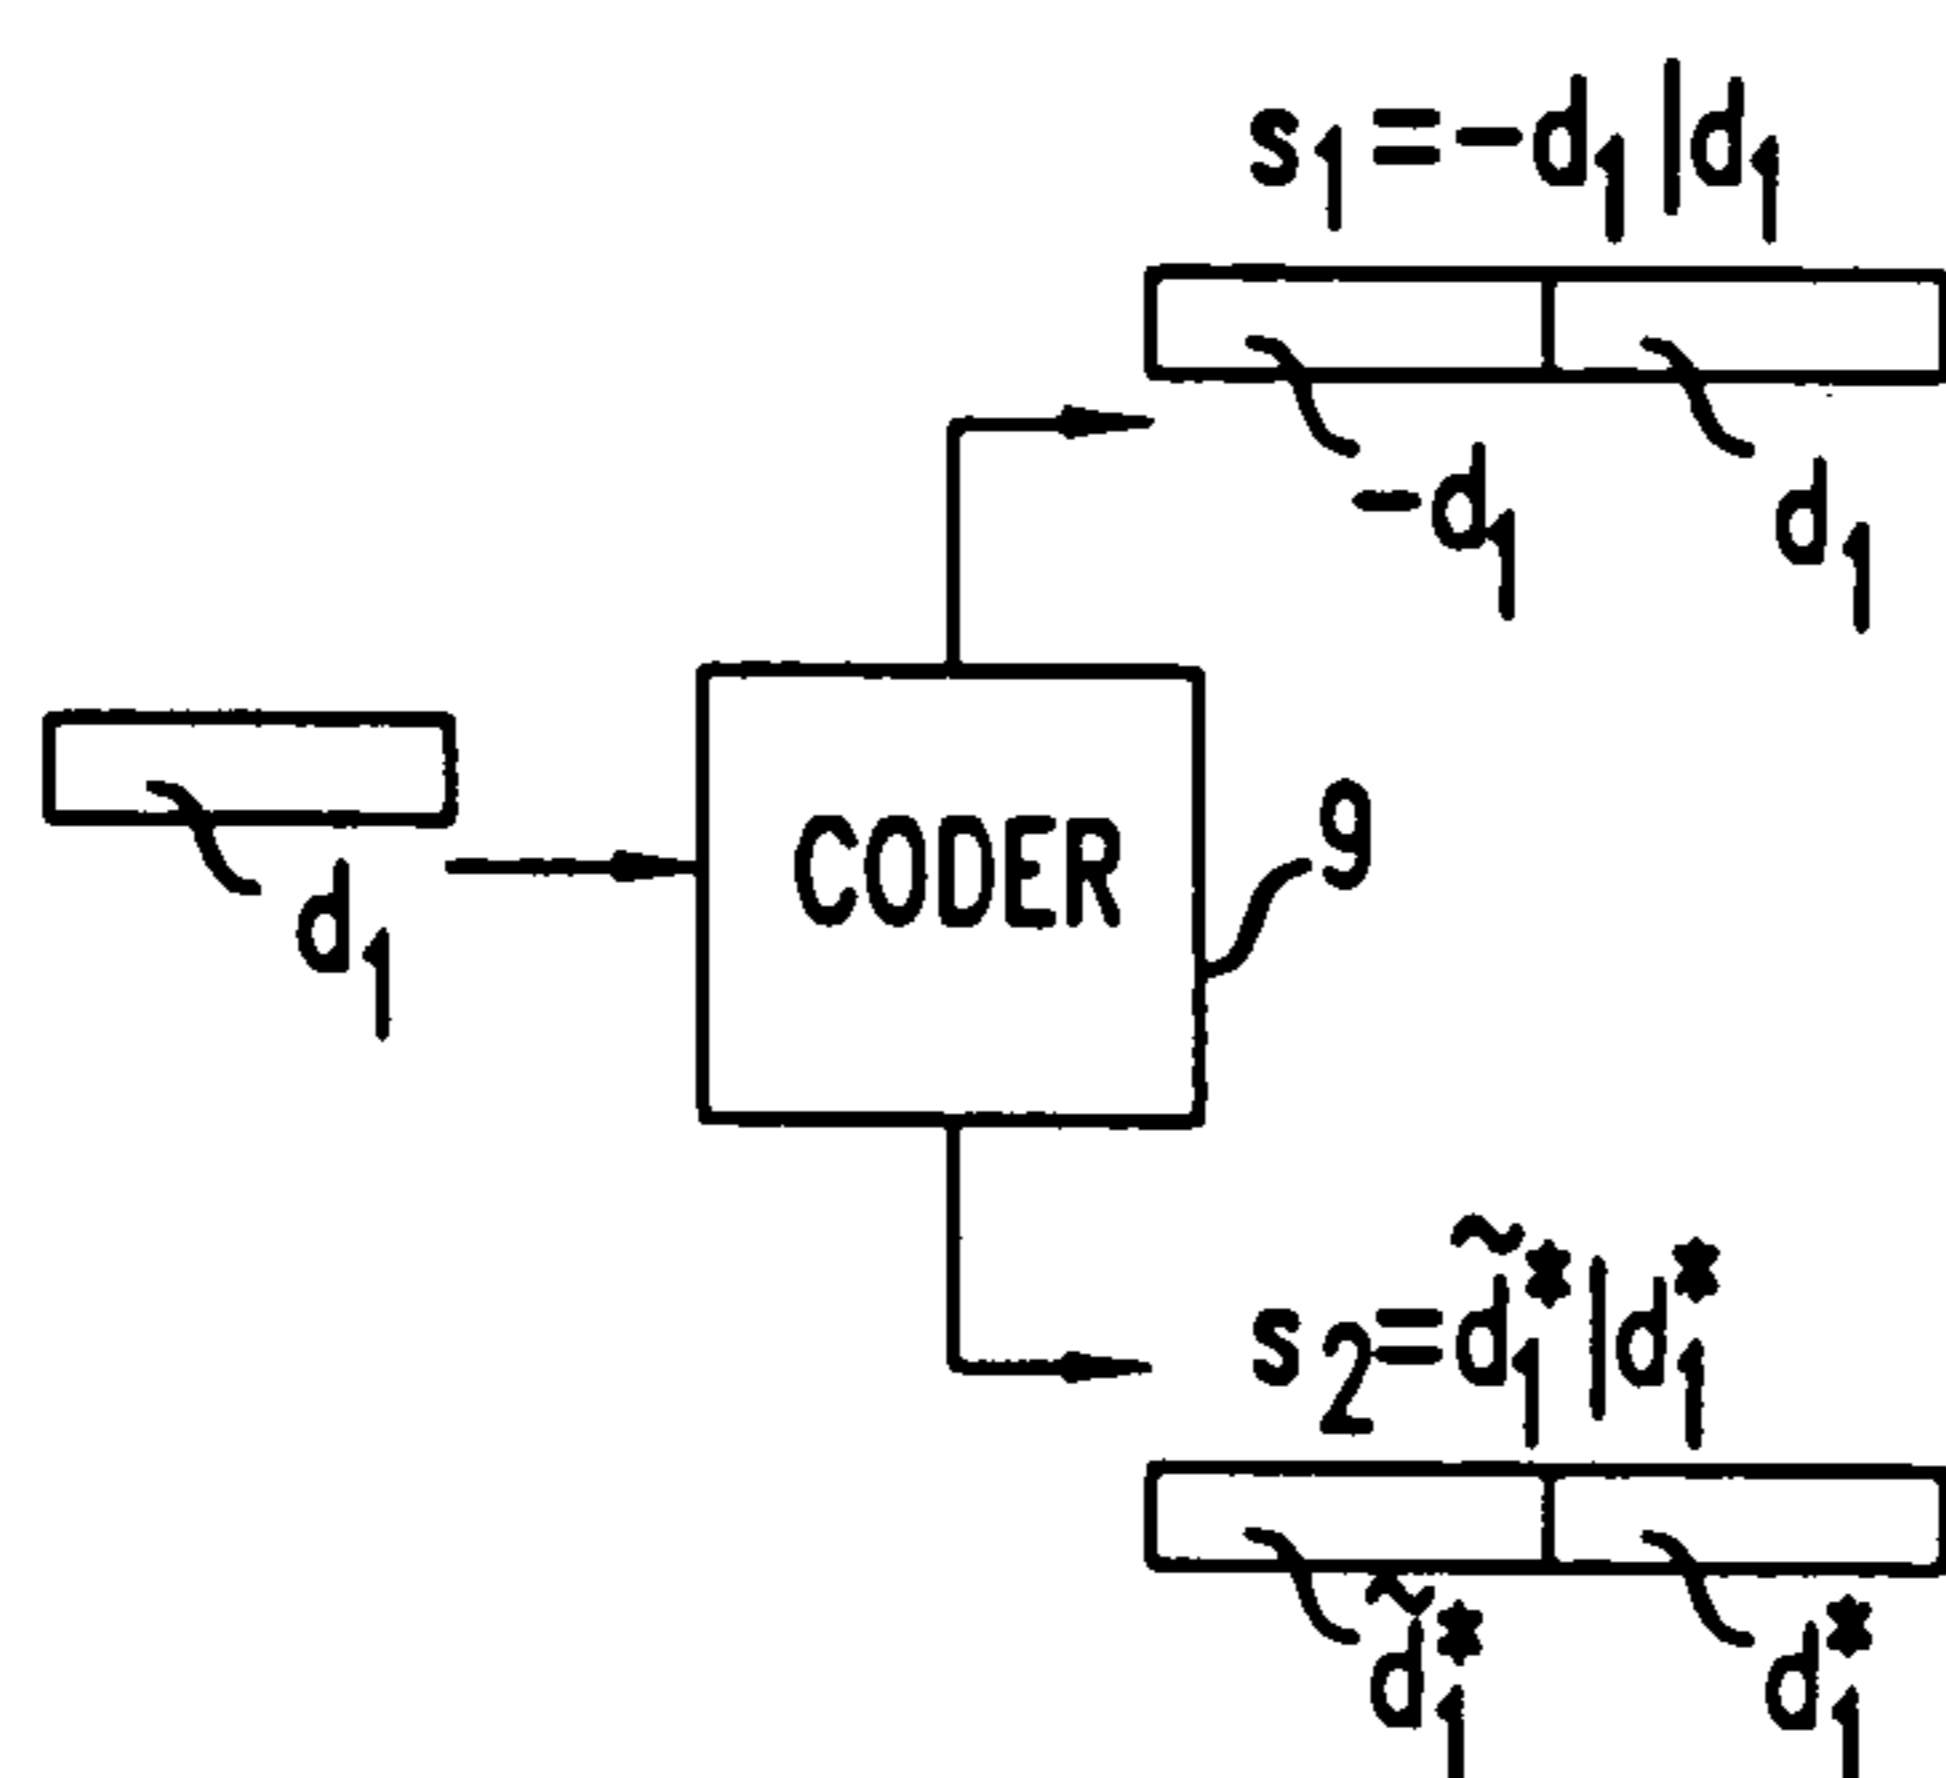 s₁=-d₁|d₁
-d₁ d₁
d₁
CODER
9
s₂=d̃₁*|d₁*
d̃₁* d₁*